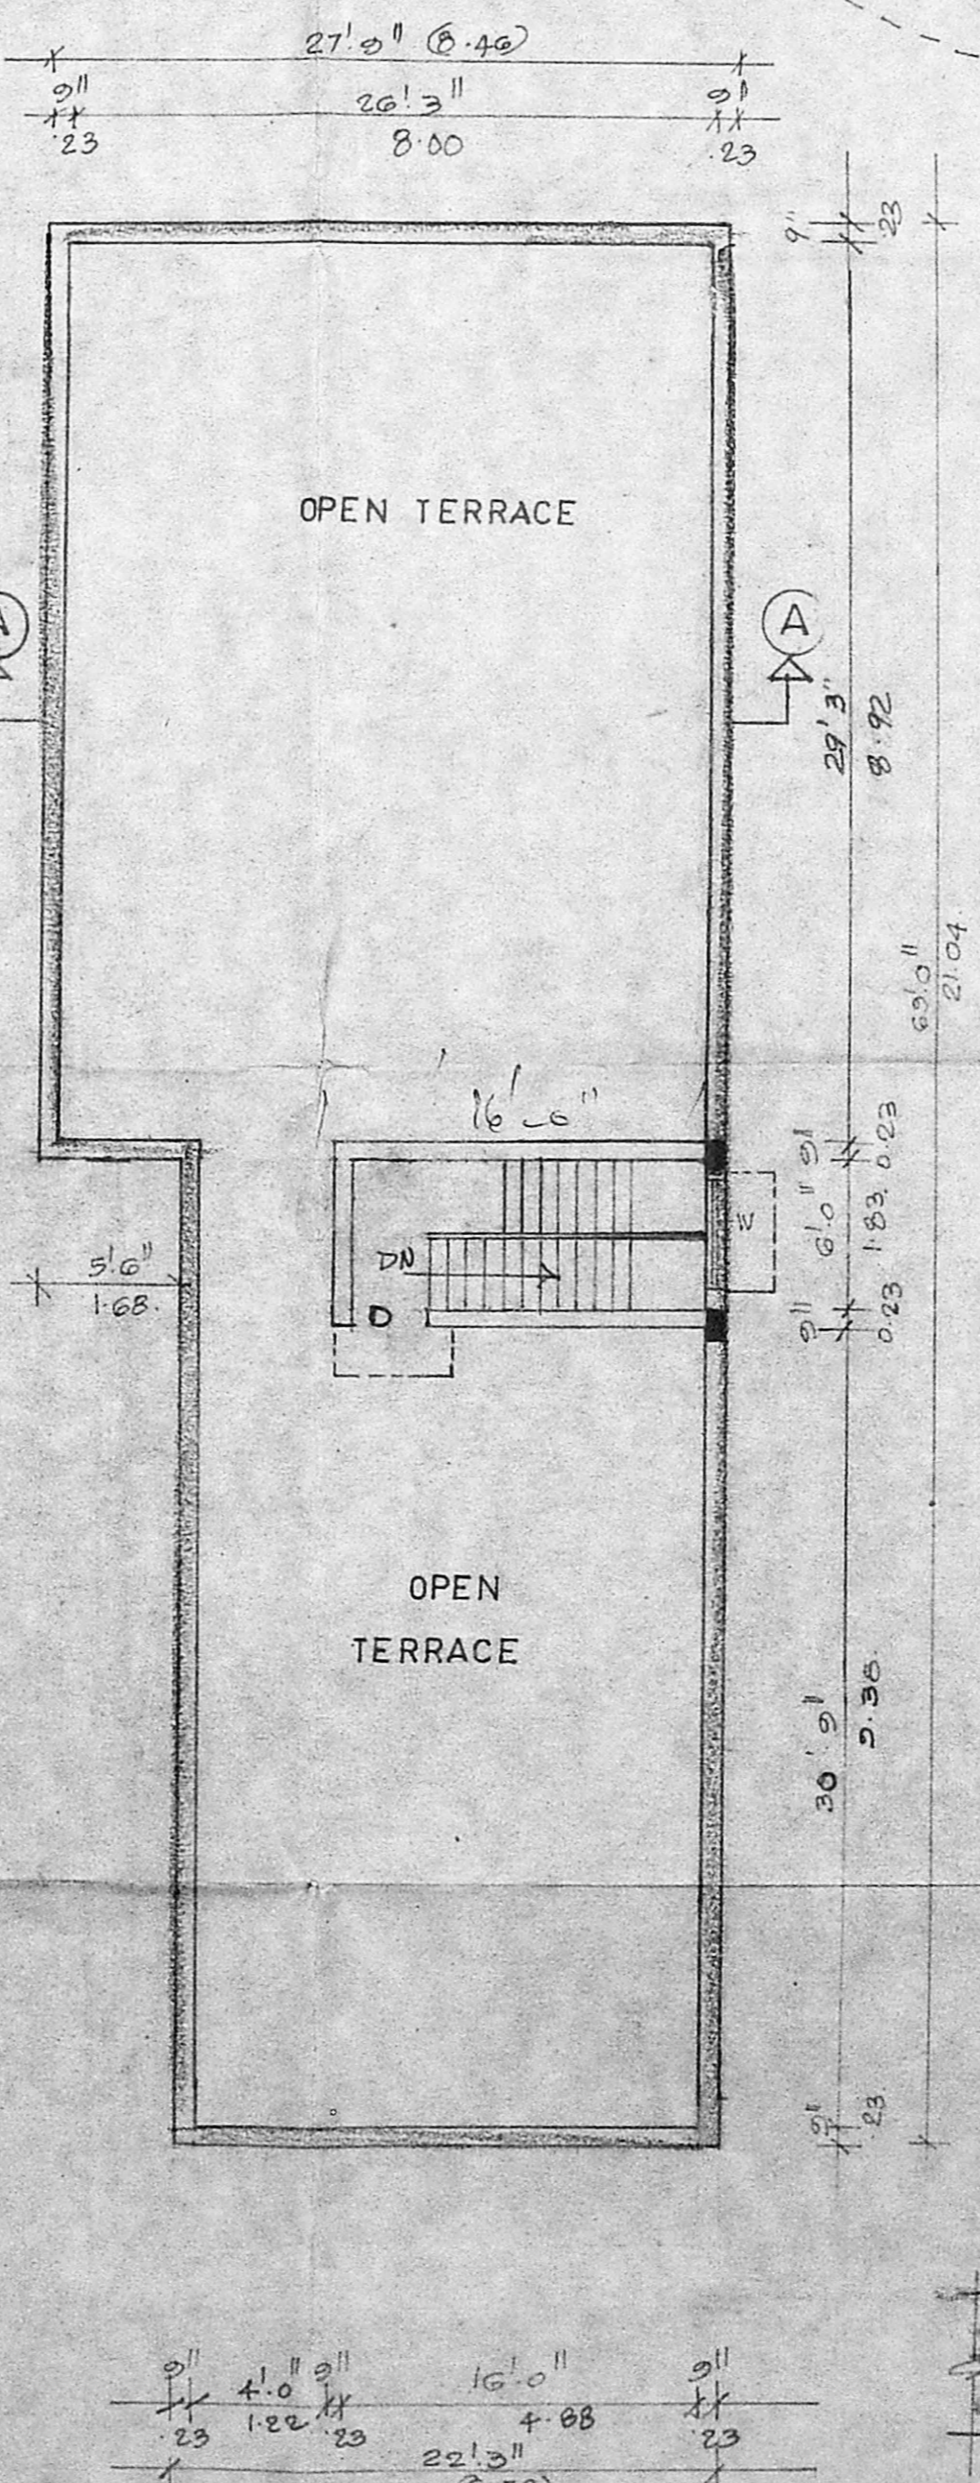 27'.9" (8.46)
9" 26'.3" 9"
.23 8.00 .23
9" 23
OPEN TERRACE
A
29' 3" 8.92
69'.0" 21.04
16'-6"
9" 0.23
6'.0" 1.83
W
5'.6"
1.68.
DN
D
9" 0.23
OPEN
TERRACE
30'.9" 9.38
9" 23
9" 4'.0" 9" 16'.0" 9"
.23 1.22 .23 4.88 .23
22'.3"